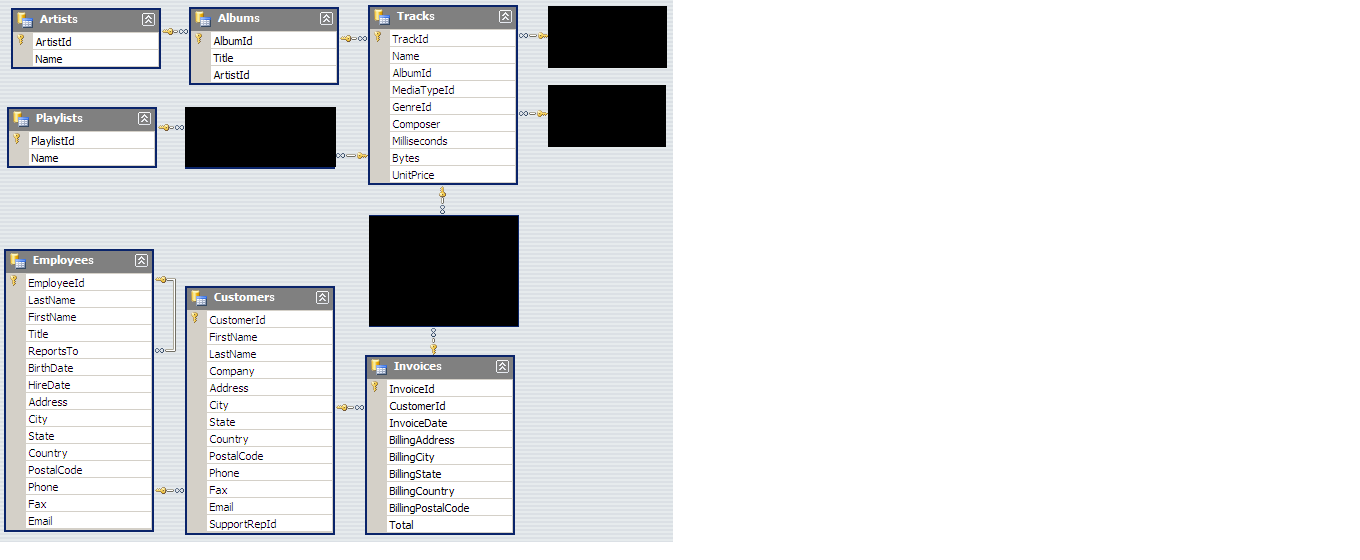 Artists
ArtistId
Name
Albums
AlbumId
Title
ArtistId
Tracks
TrackId
Name
AlbumId
MediaTypeId
GenreId
Composer
Milliseconds
Bytes
UnitPrice
Playlists
PlaylistId
Name
Employees
EmployeeId
LastName
FirstName
Title
ReportsTo
BirthDate
HireDate
Address
City
State
Country
PostalCode
Phone
Fax
Email
Customers
CustomerId
FirstName
LastName
Company
Address
City
State
Country
PostalCode
Phone
Fax
Email
SupportRepId
Invoices
InvoiceId
CustomerId
InvoiceDate
BillingAddress
BillingCity
BillingState
BillingCountry
BillingPostalCode
Total